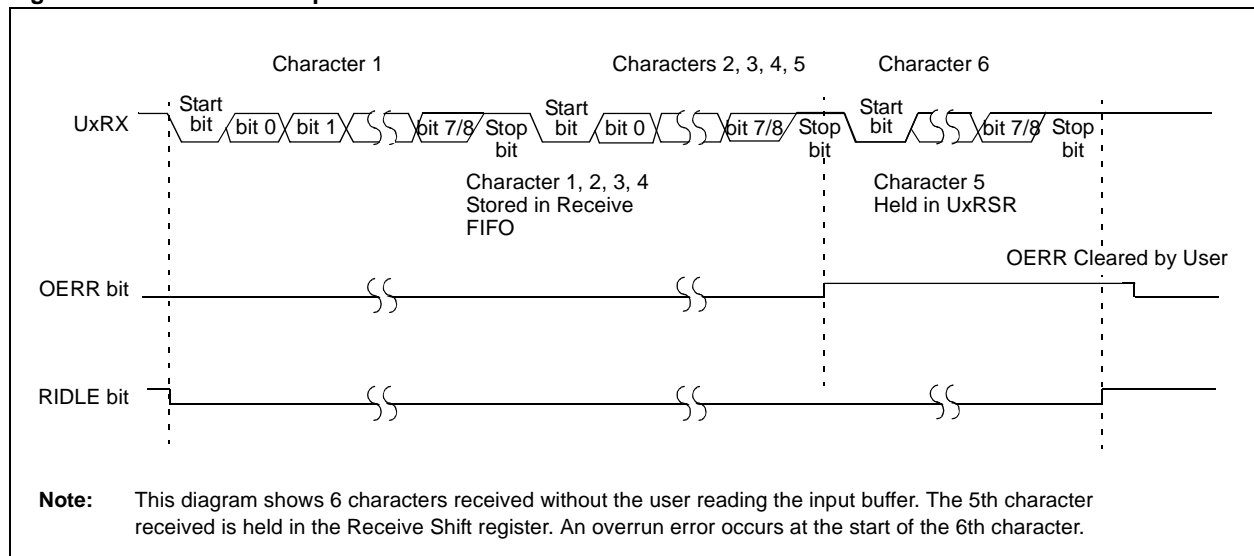 Character 1
Characters 2, 3, 4, 5
Character 6
UxRX
Start
bit
bit 0
bit 1
bit 7/8
Stop
bit
Start
bit
bit 0
bit 7/8
Stop
bit
Start
bit
bit 7/8
Stop
bit
Character 1, 2, 3, 4
Stored in Receive
FIFO
Character 5
Held in UxRSR
OERR Cleared by User
OERR bit
RIDLE bit
Note: This diagram shows 6 characters received without the user reading the input buffer. The 5th character
received is held in the Receive Shift register. An overrun error occurs at the start of the 6th character.